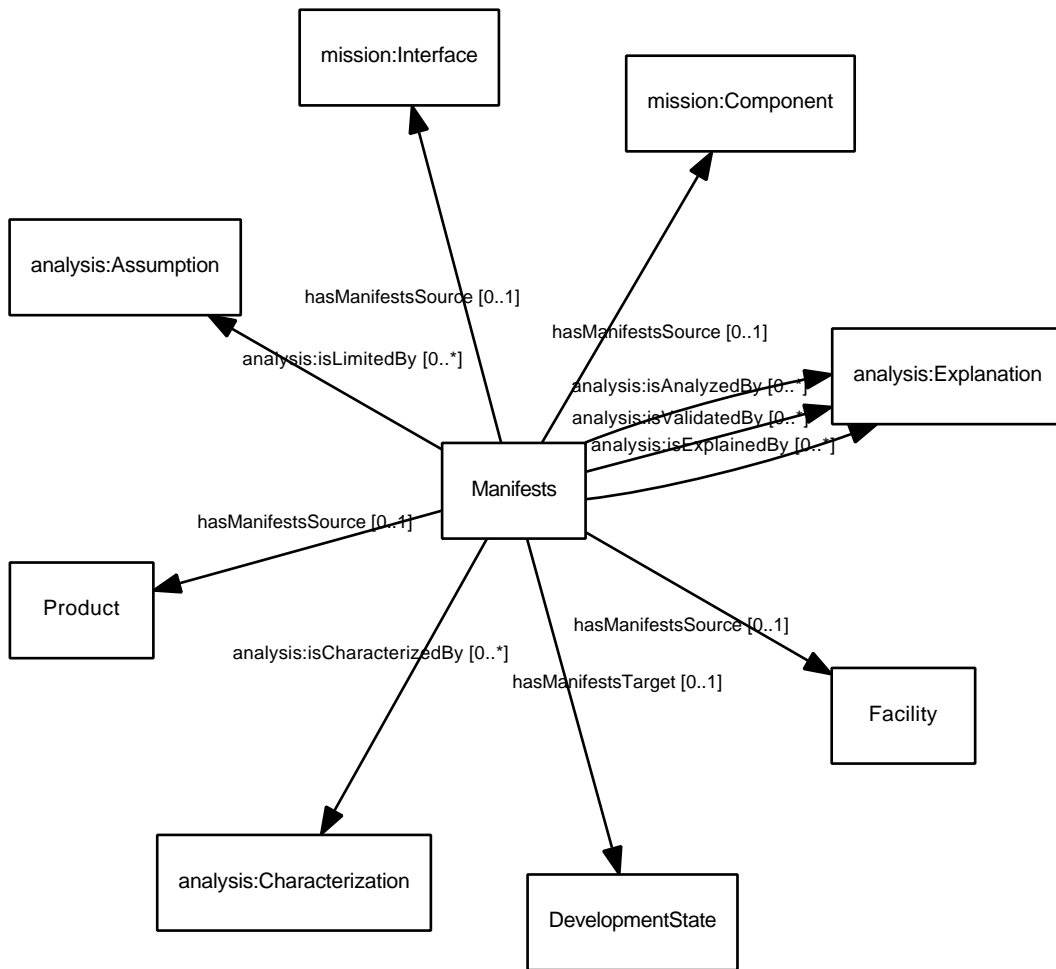 mission:Interface
mission:Component
analysis:Assumption
hasManifestsSource [0..1]
hasManifestsSource [0..1]
analysis:isLimitedBy [0..*]
analysis:Explanation
analysis:isAnalyzedBy [0..*]
analysis:isValidatedBy [0..*]
analysis:isExplainedBy [0..*]
Manifests
hasManifestsSource [0..1]
Product
hasManifestsSource [0..1]
analysis:isCharacterizedBy [0..*]
hasManifestsTarget [0..1]
Facility
analysis:Characterization
DevelopmentState